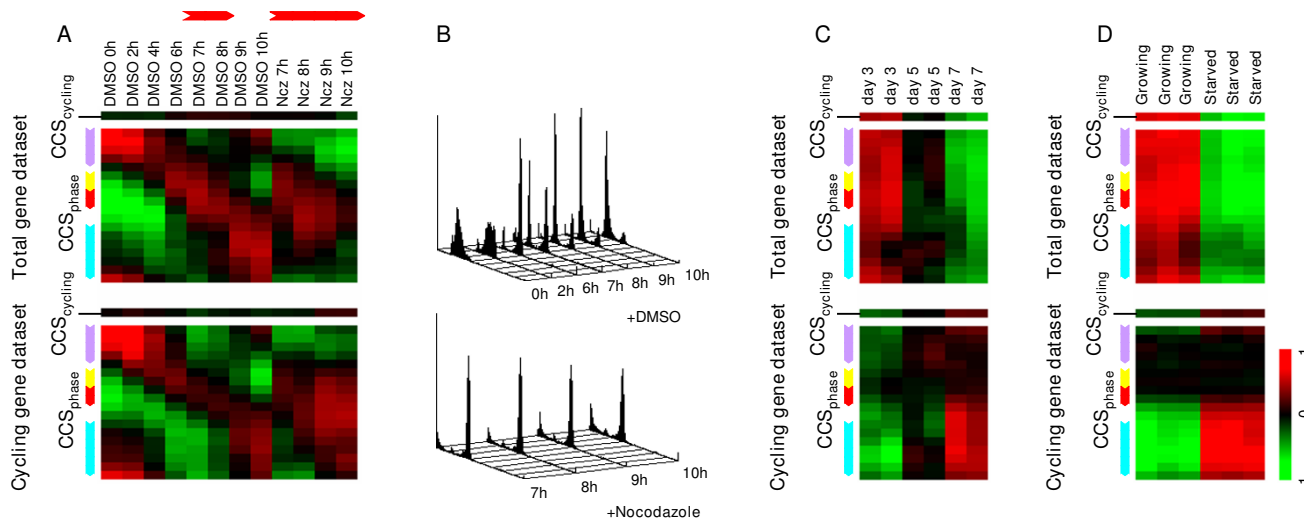 A
DMSO 0h
DMSO 2h
DMSO 4h
DMSO 6h
DMSO 7h
DMSO 8h
DMSO 9h
DMSO 10h
Ncz 7h
Ncz 8h
Ncz 9h
Ncz 10h
Total gene dataset
CCScycling
CCSphase
Cycling gene dataset
CCScycling
CCSphase
B
0h
2h
6h
7h
8h
9h
10h
+DMSO
7h
8h
9h
10h
+Nocodazole
C
day 3
day 3
day 5
day 5
day 7
day 7
Total gene dataset
CCScycling
CCSphase
Cycling gene dataset
CCScycling
CCSphase
D
Growing
Growing
Growing
Starved
Starved
Starved
Total gene dataset
CCScycling
CCSphase
Cycling gene dataset
CCScycling
CCSphase
1
0